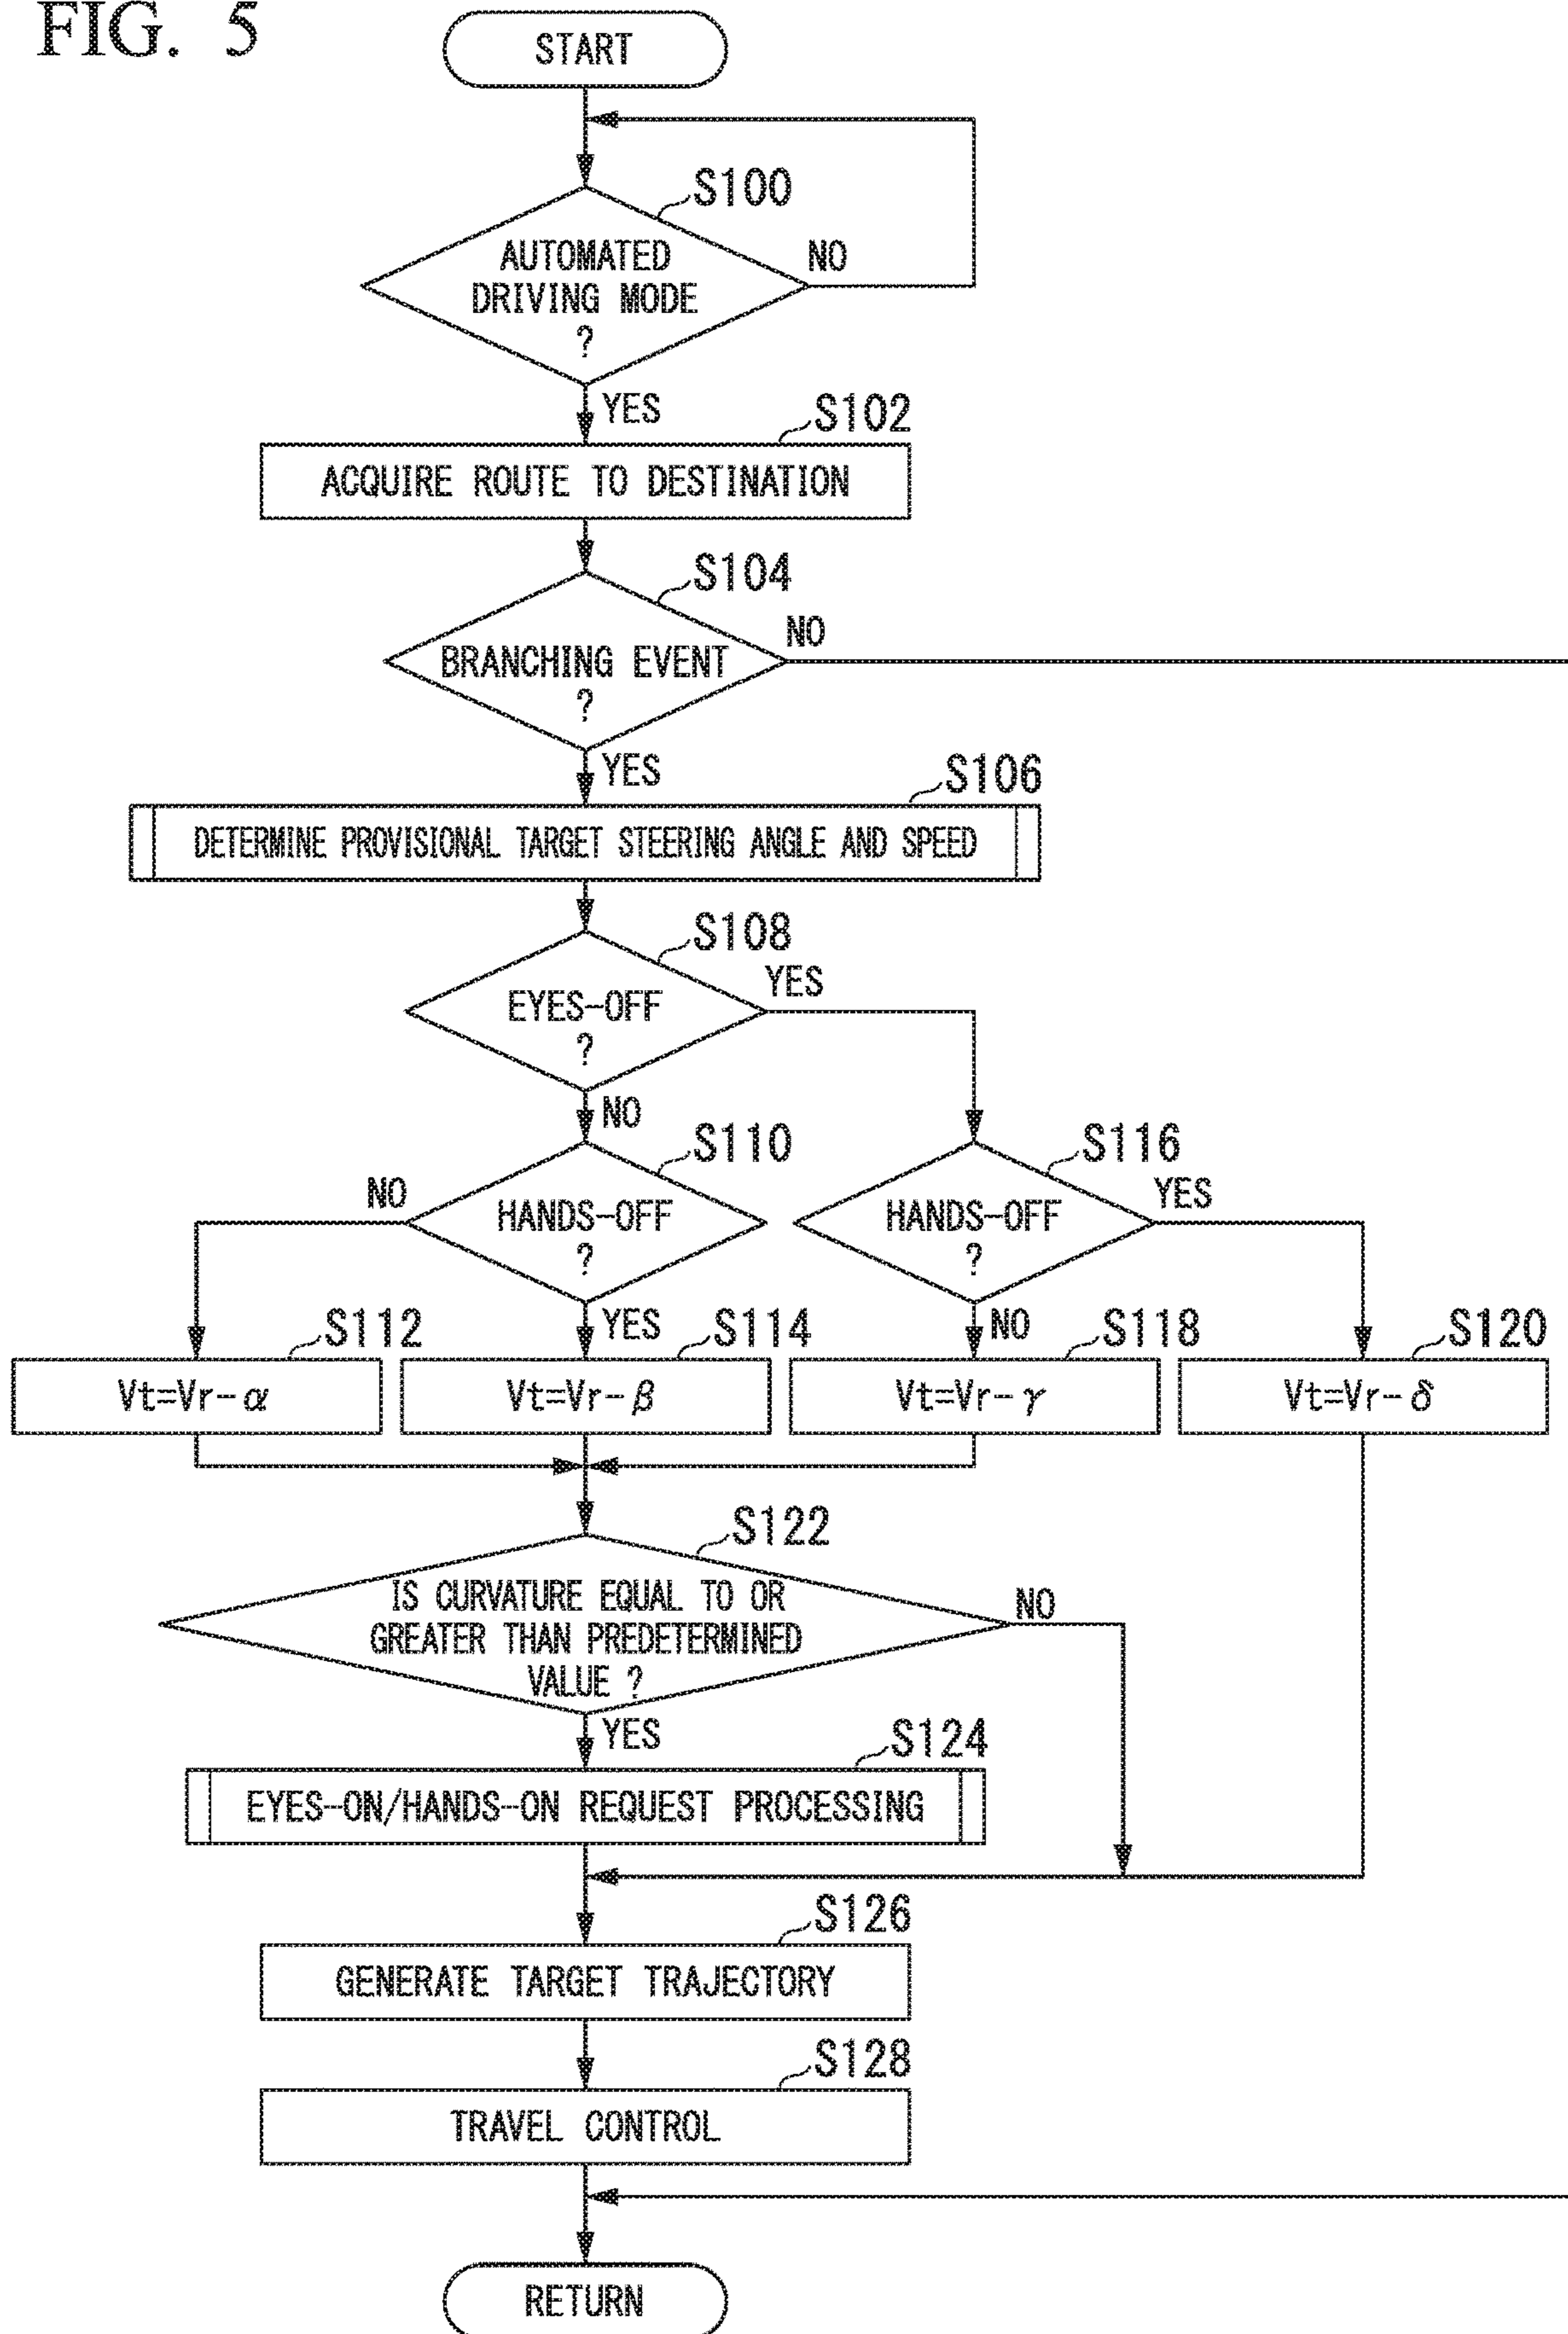 FIG. 5
START
S100
AUTOMATED
DRIVING MODE
?
NO
YES
S102
ACQUIRE ROUTE TO DESTINATION
S104
BRANCHING EVENT
?
NO
YES
S106
DETERMINE PROVISIONAL TARGET STEERING ANGLE AND SPEED
S108
EYES-OFF
?
YES
NO
S110
HANDS-OFF
?
NO
YES
S116
HANDS-OFF
?
YES
NO
S112
Vt=Vr-α
S114
Vt=Vr-β
S118
Vt=Vr-γ
S120
Vt=Vr-δ
S122
IS CURVATURE EQUAL TO OR
GREATER THAN PREDETERMINED
VALUE ?
NO
YES
S124
EYES-ON/HANDS-ON REQUEST PROCESSING
S126
GENERATE TARGET TRAJECTORY
S128
TRAVEL CONTROL
RETURN